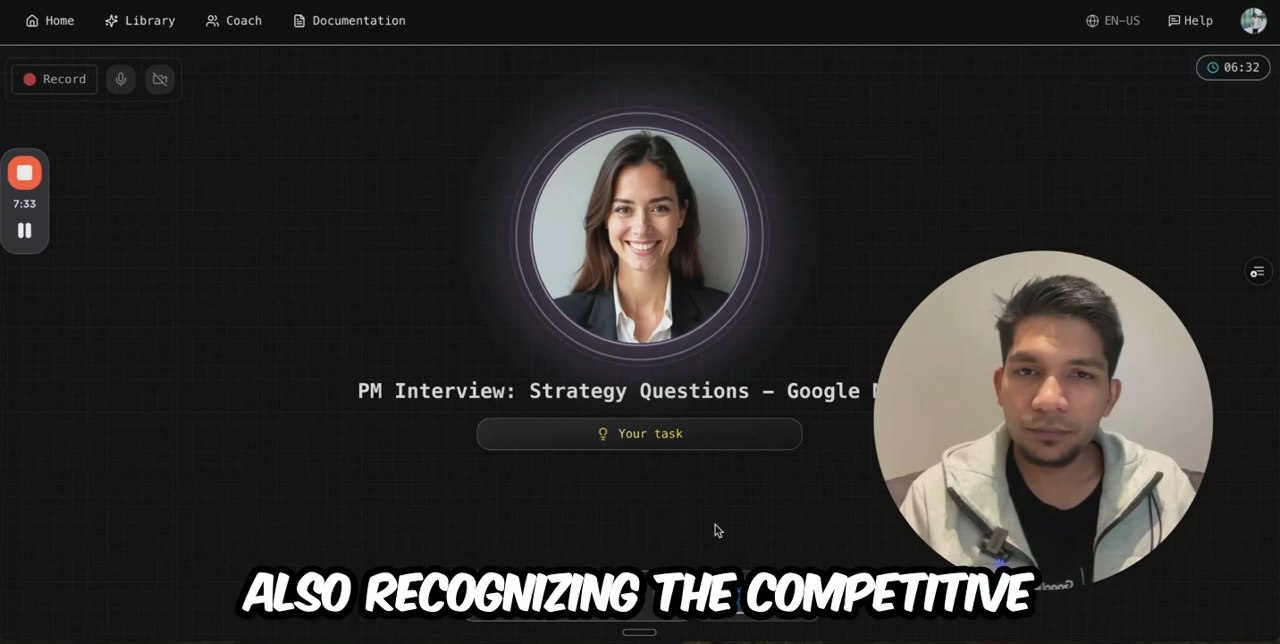 Home Library Coach Documentation EN-US Help
Record 06:32
7:33
PM Interview: Strategy Questions – Google
Your task
ALSO RECOGNIZING THE COMPETITIVE